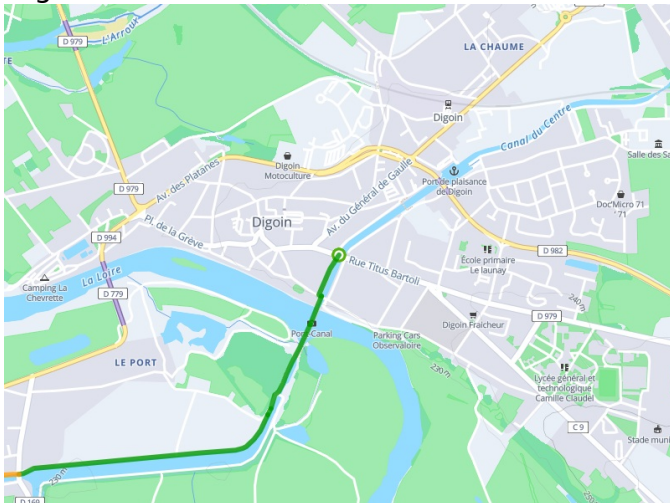 D 979
L'Arroux
LA CHAUME
Digoin
Canal du Centre
Salle des
Digoin
Motoculture
Av. des Platanes
Av. du Général de Gaulle
Port de plaisance
de Digoin
D 979
Doc'Micro 71
'71
Digoin
Pl. de la Grève
D 994
D 982
École primaire
Le launay
Rue Titus Bartoli
La Loire
Camping La
Chevrette
D 779
240 m
D 979
Digoin Fraicheur
Pont Canal
Parking Cars
Observaloire
LE PORT
230 m
Lycée général et
technologique
Camille Claudel
C 9
Stade muni
230 m
D 169